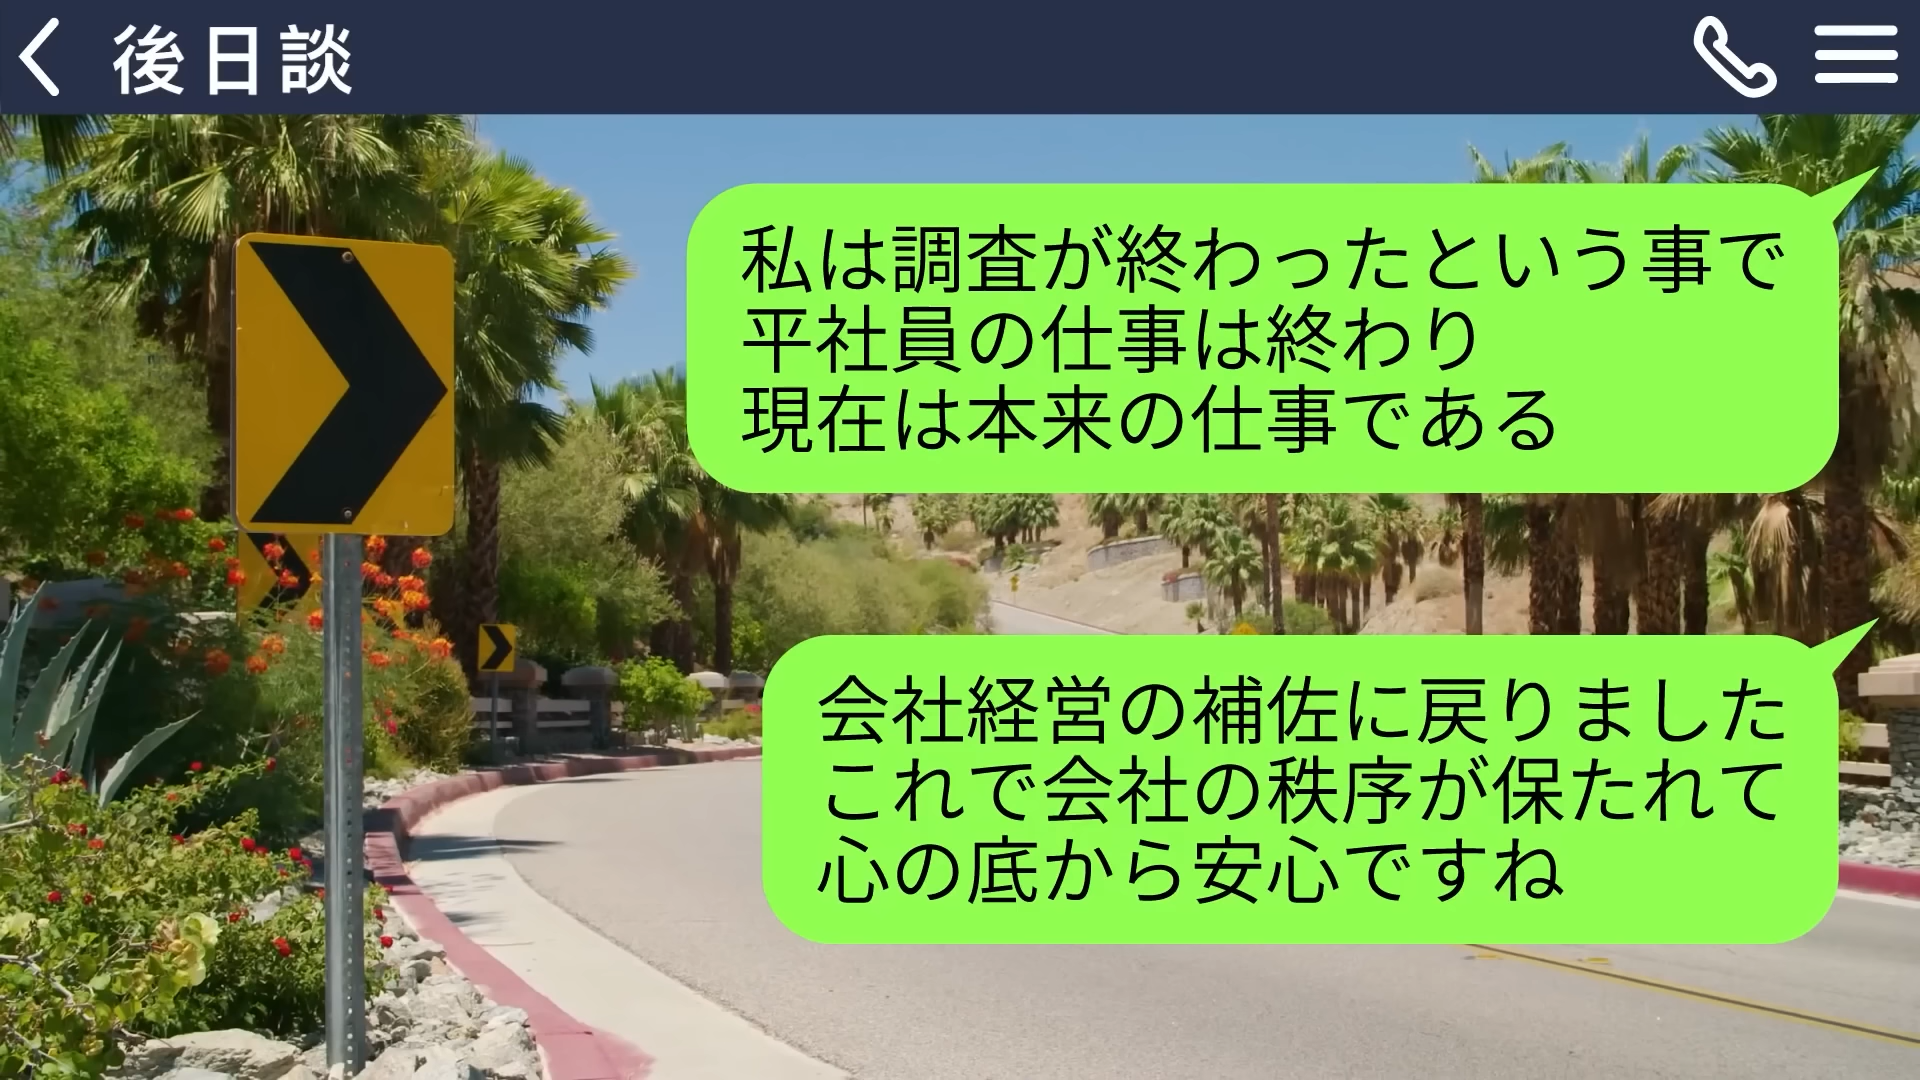 後日談
私は調査が終わったという事で
平社員の仕事は終わり
現在は本来の仕事である
会社経営の補佐に戻りました
これで会社の秩序が保たれて
心の底から安心ですね